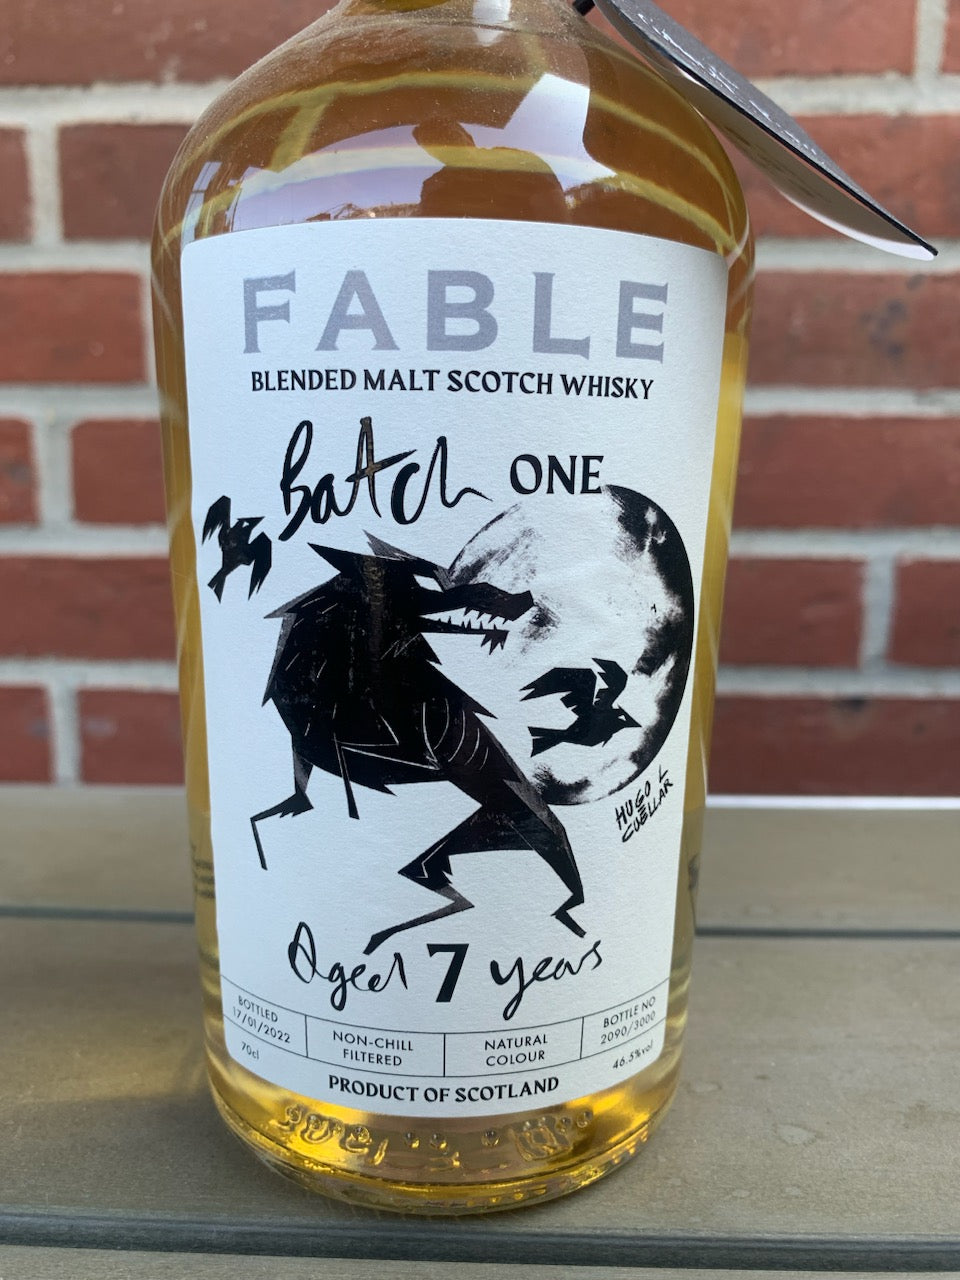 FABLE
BLENDED MALT SCOTCH WHISKY
Batch ONE
HUGO L
CUËLLAR
Aged 7 years
BOTTLED
17/01/2022
NON-CHILL
FILTERED
NATURAL
COLOUR
BOTTLE NO
2090/3000
70cl
46.5%vol
PRODUCT OF SCOTLAND